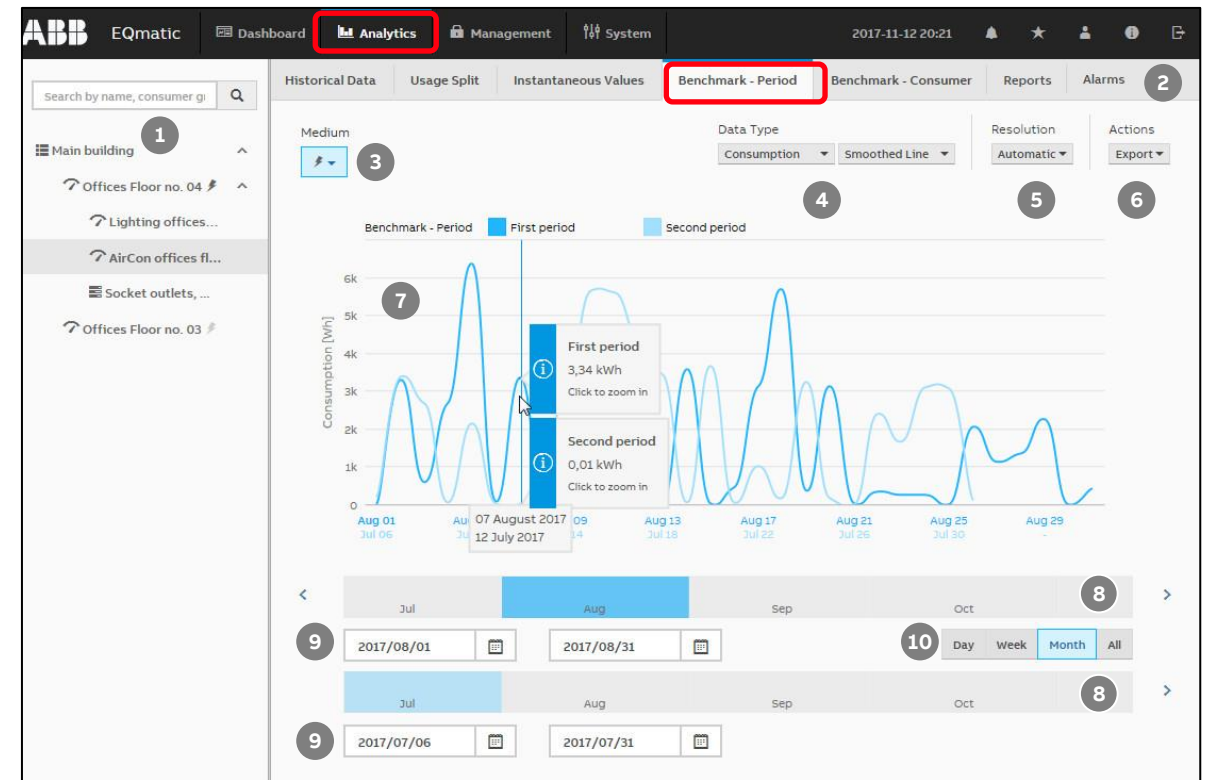 ABB EQmatic Dashboard Analytics Management System 2017-11-12 20:21
Historical Data Usage Split Instantaneous Values Benchmark - Period Benchmark - Consumer Reports Alarms 2
Search by name, consumer g
1
Main building
Offices Floor no. 04
Lighting offices...
AirCon offices fl...
Socket outlets, ...
Offices Floor no. 03
Medium Data Type Resolution Actions
3 Consumption Smoothed Line Automatic Export
4 5 6
Benchmark - Period First period Second period
Consumption [Wh]
6k
7
5k
4k
3k
2k
1k
0
First period
3,34 kWh
Click to zoom in
Second period
0,01 kWh
Click to zoom in
07 August 2017
12 July 2017
Aug 01 Au 09 Aug 13 Aug 17 Aug 21 Aug 25 Aug 29
Jul 06 Ju 14 Jul 18 Jul 22 Jul 26 Jul 30 -
Jul Aug Sep Oct 8
9 2017/08/01 2017/08/31 10 Day Week Month All
Jul Aug Sep Oct 8
9 2017/07/06 2017/07/31